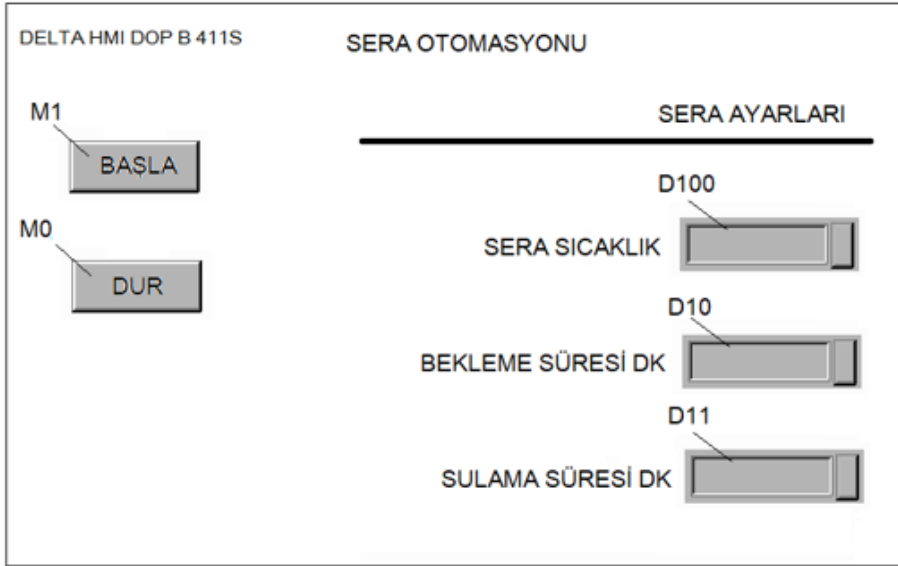 DELTA HMI DOP B 411S
SERA OTOMASYONU
M1
BAŞLA
M0
DUR
SERA AYARLARI
D100
SERA SICAKLIK
D10
BEKLEME SÜRESİ DK
D11
SULAMA SÜRESİ DK